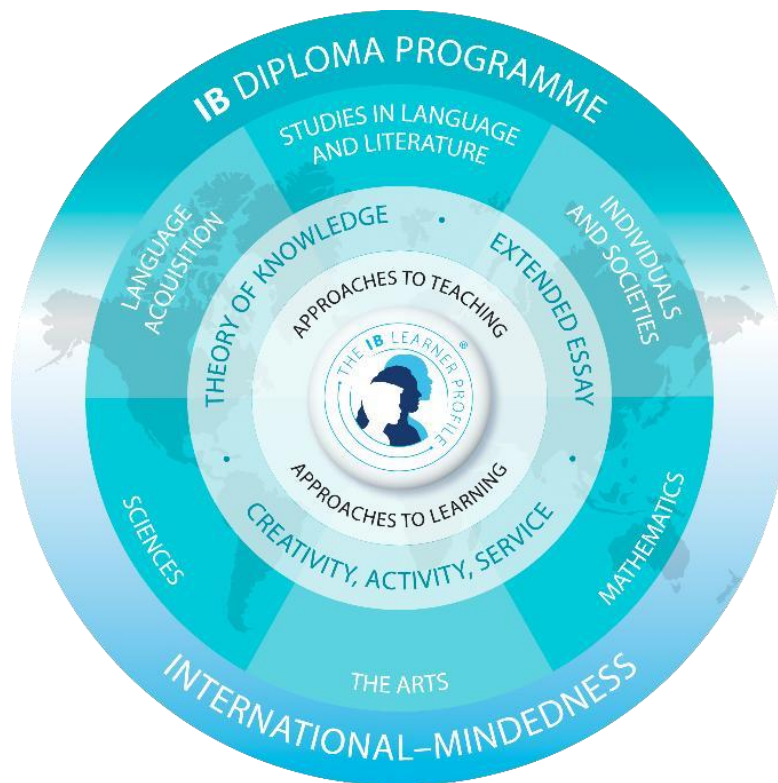 IB DIPLOMA PROGRAMME
STUDIES IN LANGUAGE
AND LITERATURE
LANGUAGE
ACQUISITION
INDIVIDUALS
AND SOCIETIES
THEORY OF KNOWLEDGE
EXTENDED ESSAY
APPROACHES TO TEACHING
THE IB LEARNER PROFILE
®
APPROACHES TO LEARNING
CREATIVITY, ACTIVITY, SERVICE
SCIENCES
MATHEMATICS
THE ARTS
INTERNATIONAL–MINDEDNESS